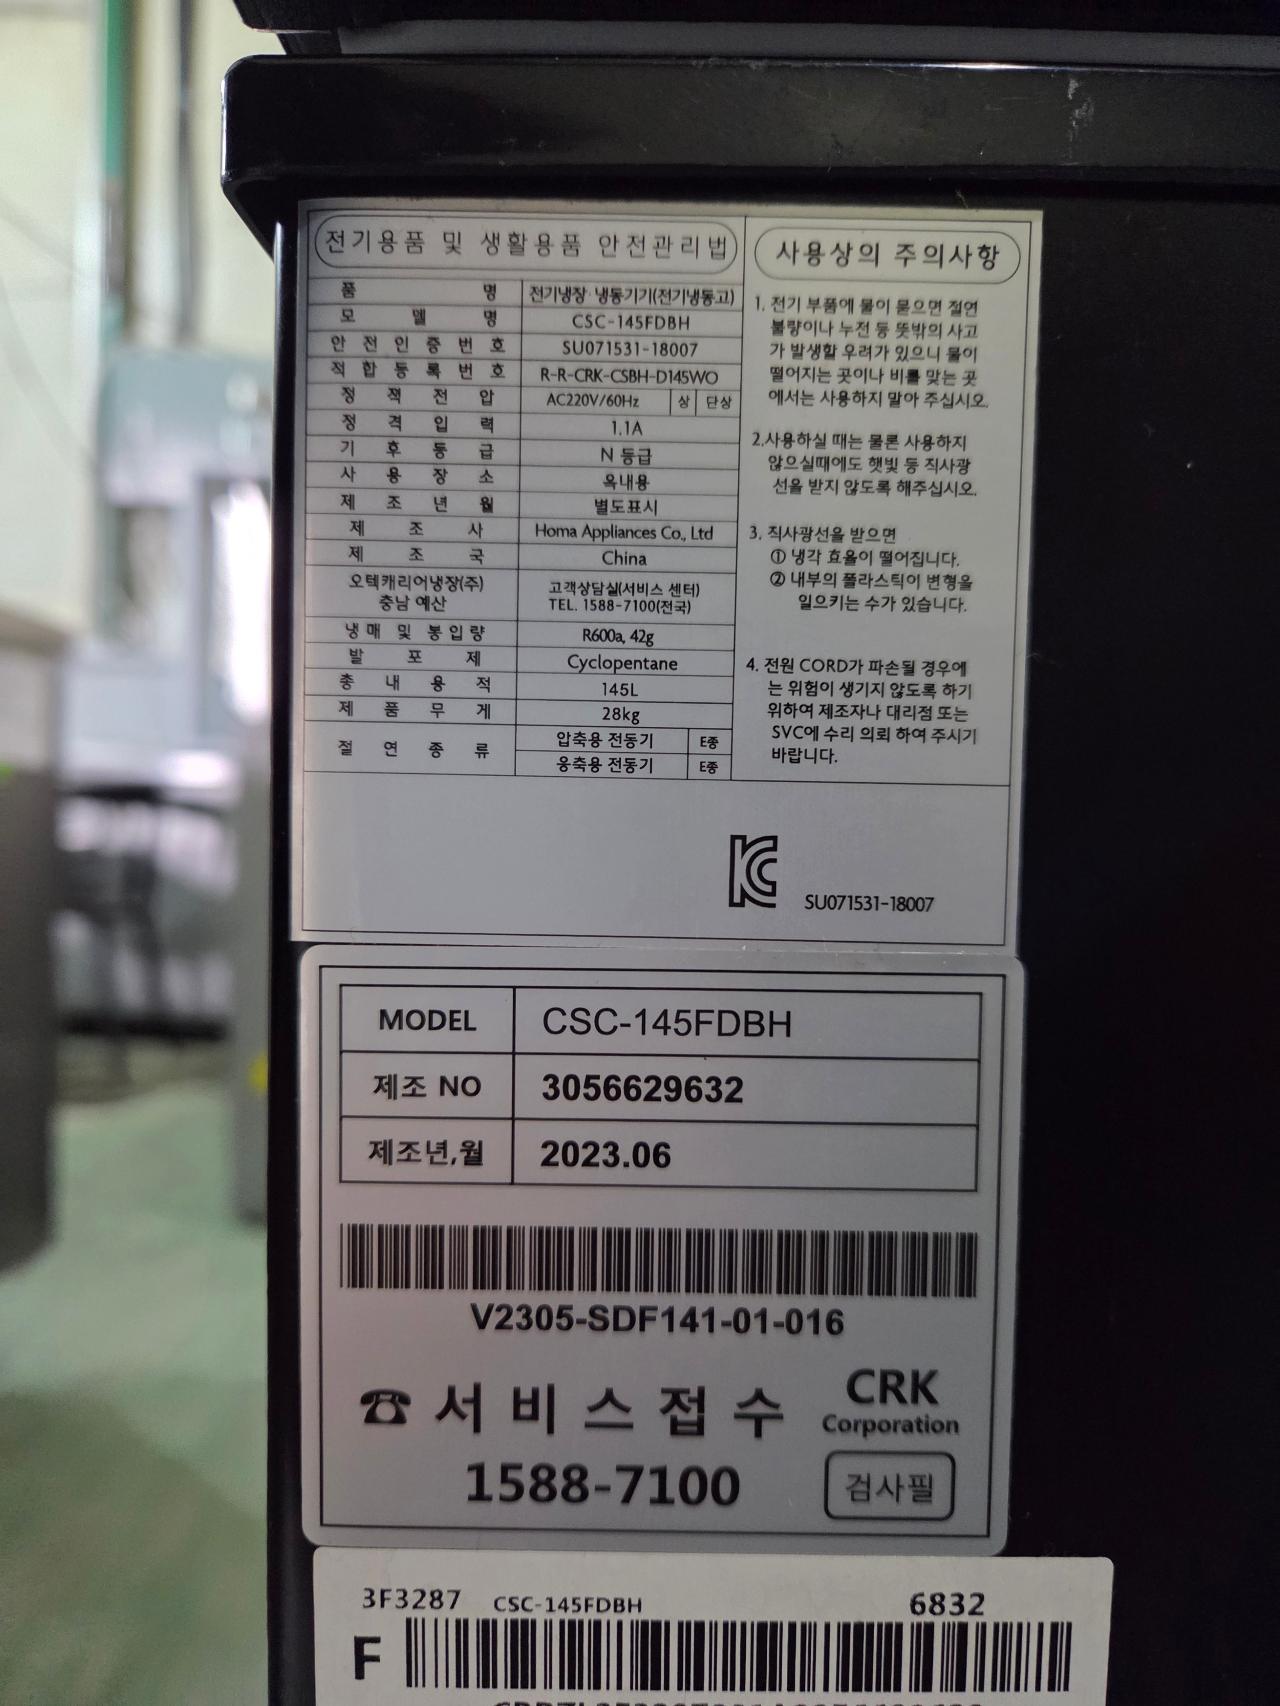 전기용품 및 생활용품 안전관리법
품 명 전기냉장·냉동기기(전기냉동고)
모 델 명 CSC-145FDBH
안 전 인 증 번 호 SU071531-18007
적 합 등 록 번 호 R-R-CRK-CSBH-D145WO
정 젹 전 압 AC220V/60Hz 상 단상
정 격 입 력 1.1A
기 후 등 급 N 등급
사 용 장 소 옥내용
제 조 년 월 별도표시
제 조 사 Homa Appliances Co., Ltd
제 조 국 China
오텍캐리어냉장(주) 고객상담실(서비스 센터)
충남 예산 TEL. 1588-7100(전국)
냉매 및 봉입량 R600a, 42g
발 포 제 Cyclopentane
총 내 용 적 145L
제 품 무 게 28kg
절 연 종 류 압축용 전동기 E종
응축용 전동기 E종
사용상의 주의사항
1. 전기 부품에 물이 묻으면 절연
불량이나 누전 등 뜻밖의 사고
가 발생할 우려가 있으니 물이
떨어지는 곳이나 비를 맞는 곳
에서는 사용하지 말아 주십시오.
2.사용하실 때는 물론 사용하지
않으실때에도 햇빛 등 직사광
선을 받지 않도록 해주십시오.
3. 직사광선을 받으면
① 냉각 효율이 떨어집니다.
② 내부의 플라스틱이 변형을
일으키는 수가 있습니다.
4. 전원 CORD가 파손될 경우에
는 위험이 생기지 않도록 하기
위하여 제조자나 대리점 또는
SVC에 수리 의뢰 하여 주시기
바랍니다.
KC SU071531-18007
MODEL CSC-145FDBH
제조 NO 3056629632
제조년,월 2023.06
V2305-SDF141-01-016
☎ 서비스접수
1588-7100
CRK
Corporation
검사필
3F3287 CSC-145FDBH 6832
F